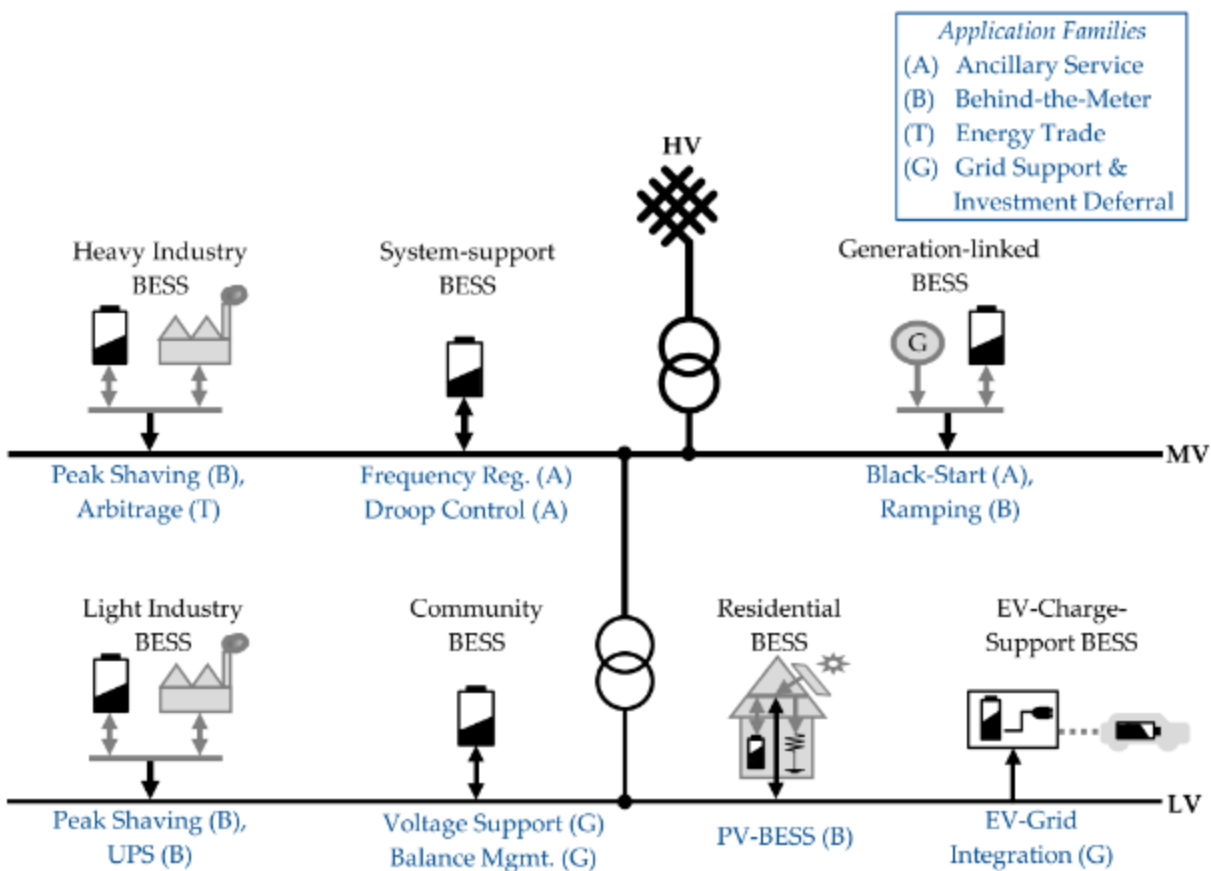 Application Families
(A) Ancillary Service
(B) Behind-the-Meter
(T) Energy Trade
(G) Grid Support &
Investment Deferral
HV
Heavy Industry
BESS
System-support
BESS
Generation-linked
BESS
G
MV
Peak Shaving (B),
Arbitrage (T)
Frequency Reg. (A)
Droop Control (A)
Black-Start (A),
Ramping (B)
Light Industry
BESS
Community
BESS
Residential
BESS
EV-Charge-
Support BESS
LV
Peak Shaving (B),
UPS (B)
Voltage Support (G)
Balance Mgmt. (G)
PV-BESS (B)
EV-Grid
Integration (G)